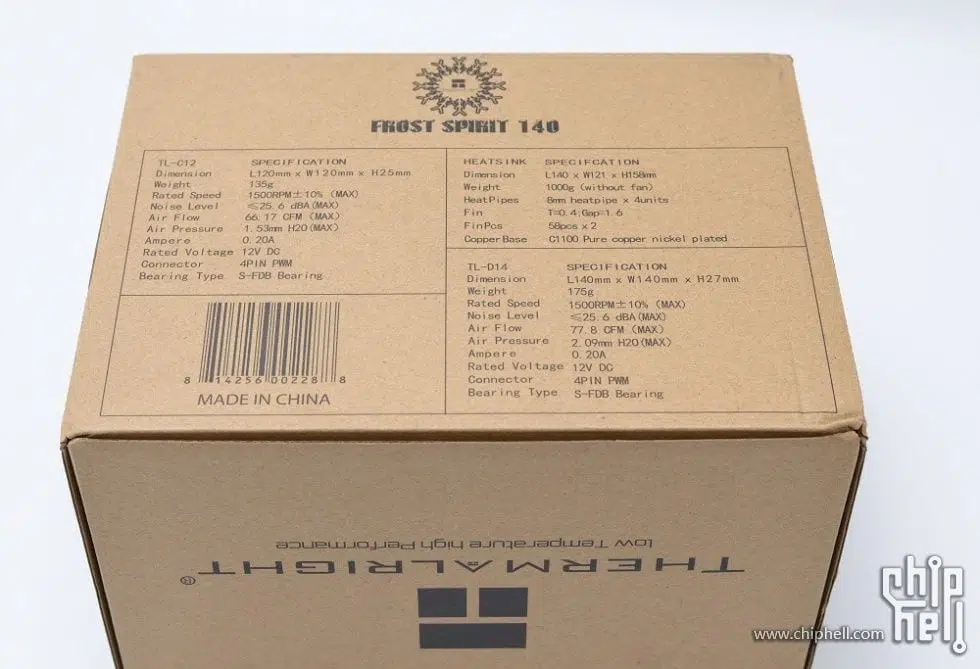 FROST SPIRIT 140
TL-C12 SPECIFICATION
Dimension L120mm x W120mm x H25mm
Weight 135g
Rated Speed 1500RPM±10% (MAX)
Noise Level ≤25.6 dBA(MAX)
Air Flow 66.17 CFM (MAX)
Air Pressure 1.53mm H2O(MAX)
Ampere 0.20A
Rated Voltage 12V DC
Connector 4PIN PWM
Bearing Type S-FDB Bearing
8 14256 00228 8
MADE IN CHINA
HEATSINK SPECIFCATION
Dimension L140 x W121 x H158mm
Weight 1000g (without fan)
HeatPipes 8mm heatpipe x 4units
Fin T=0.4;Gap=1.6
FinPcs 58pcs x 2
CopperBase C1100 Pure copper nickel plated
TL-D14 SPECIFICATION
Dimension L140mm x W140mm x H27mm
Weight 175g
Rated Speed 1500RPM±10% (MAX)
Noise Level ≤25.6 dBA(MAX)
Air Flow 77.8 CFM (MAX)
Air Pressure 2.09mm H2O(MAX)
Ampere 0.20A
Rated Voltage 12V DC
Connector 4PIN PWM
Bearing Type S-FDB Bearing
THERMALRIGHT®
Low Temperature high Performance
www.chiphell.com
chip
hell